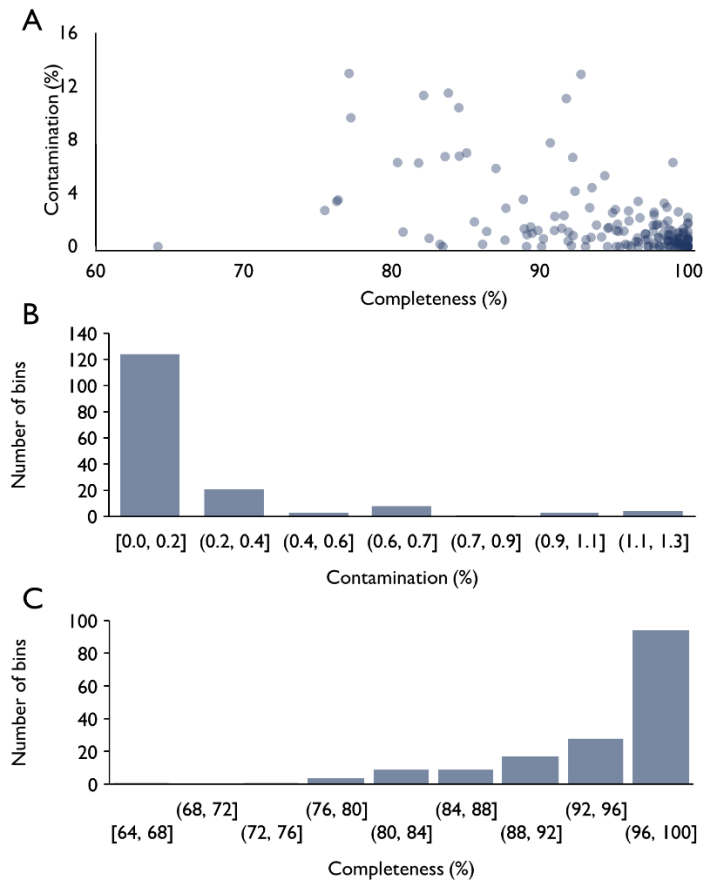 A
16
12
8
4
0
Contamination (%)
60 70 80 90 100
Completeness (%)
B
140
120
100
80
60
40
20
0
Number of bins
[0.0, 0.2] (0.2, 0.4] (0.4, 0.6] (0.6, 0.7] (0.7, 0.9] (0.9, 1.1] (1.1, 1.3]
Contamination (%)
C
100
80
60
40
20
0
Number of bins
(68, 72] (76, 80] (84, 88] (92, 96]
[64, 68] (72, 76] (80, 84] (88, 92] (96, 100]
Completeness (%)